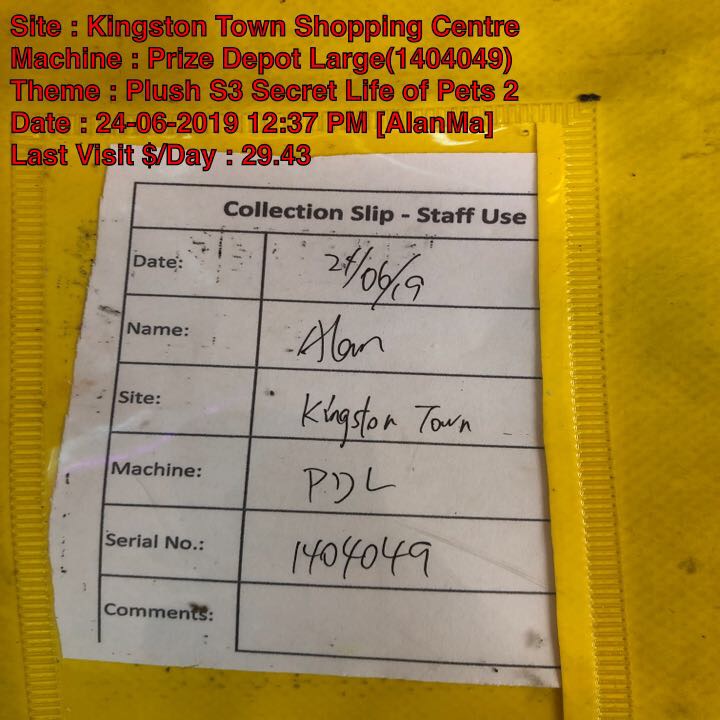 Site : Kingston Town Shopping Centre
Machine : Prize Depot Large(1404049)
Theme : Plush S3 Secret Life of Pets 2
Date : 24-06-2019 12:37 PM [AlanMa]
Last Visit $/Day : 29.43
Collection Slip - Staff Use
Date: 24/06/19
Name: Alan
Site: Kingston Town
Machine: PDL
Serial No.: 1404049
Comments: